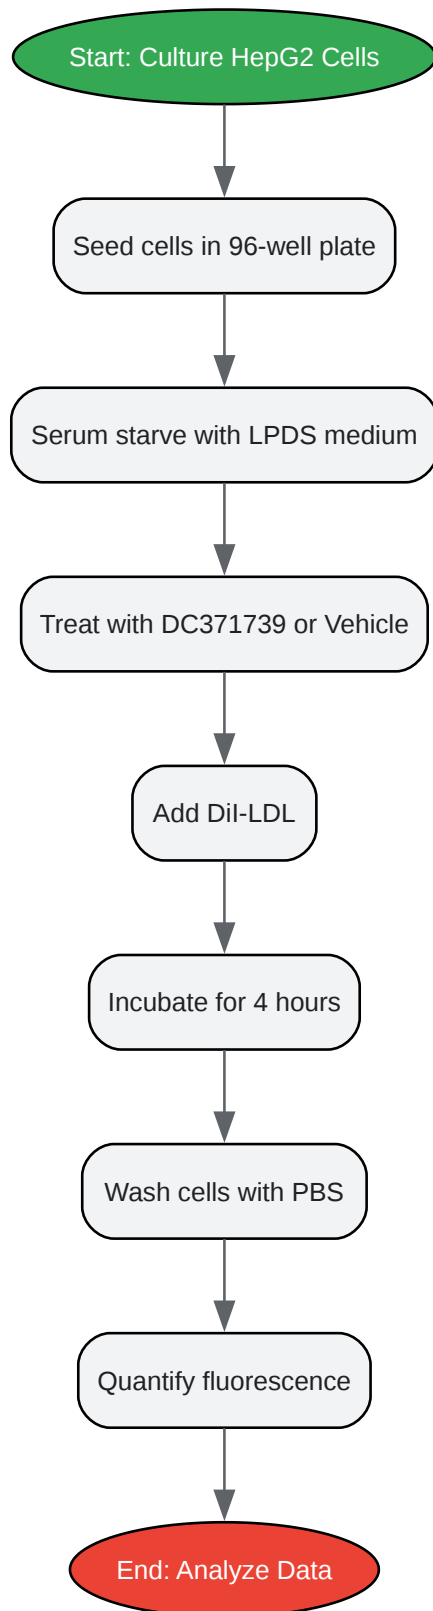 Start: Culture HepG2 Cells
Seed cells in 96-well plate
Serum starve with LPDS medium
Treat with DC371739 or Vehicle
Add DiI-LDL
Incubate for 4 hours
Wash cells with PBS
Quantify fluorescence
End: Analyze Data